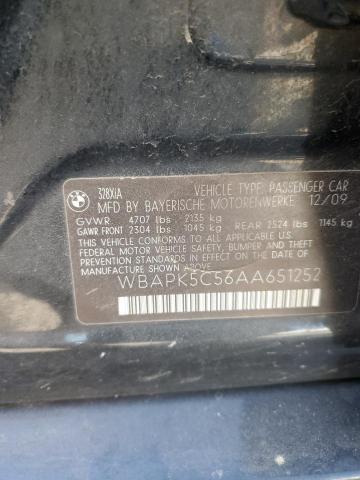 BMW
328XiA VEHICLE TYPE: PASSENGER CAR
MFD BY BAYERISCHE MOTORENWERKE 12/09
GVWR 4707 lbs 2135 kg
GAWR FRONT 2304 lbs 1045 kg REAR 2524 lbs 1145 kg
THIS VEHICLE CONFORMS TO ALL APPLICABLE U.S.
FEDERAL MOTOR VEHICLE SAFETY, BUMPER, AND
THEFT PREVENTION STANDARDS IN EFFECT ON THE
DATE OF MANUFACTURE SHOWN ABOVE.
WBAPK5C56AA651252